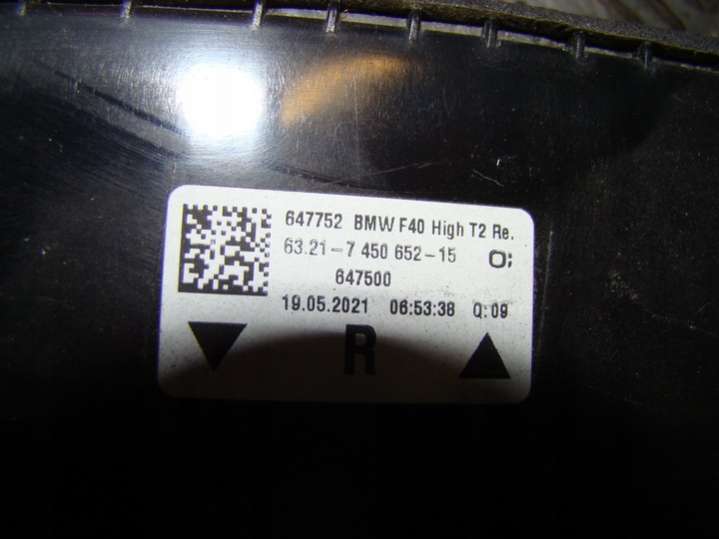 647752 BMW F40 High T2 Re.
63.21-7 450 652-15 O;
647500
19.05.2021 06:53:38 Q:09
R